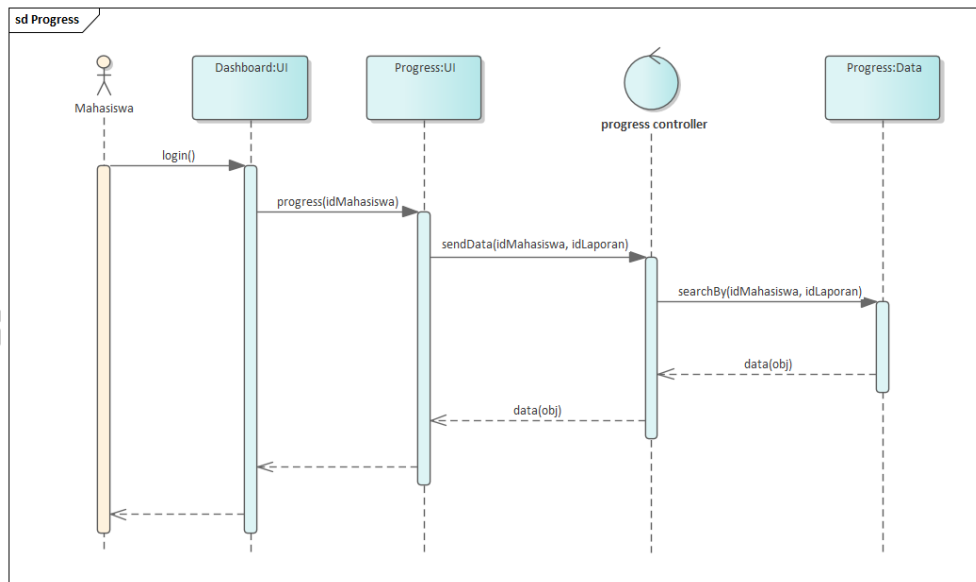 sd Progress
Mahasiswa
Dashboard:UI
Progress:UI
progress controller
Progress:Data
login()
progress(idMahasiswa)
sendData(idMahasiswa, idLaporan)
searchBy(idMahasiswa, idLaporan)
data(obj)
data(obj)